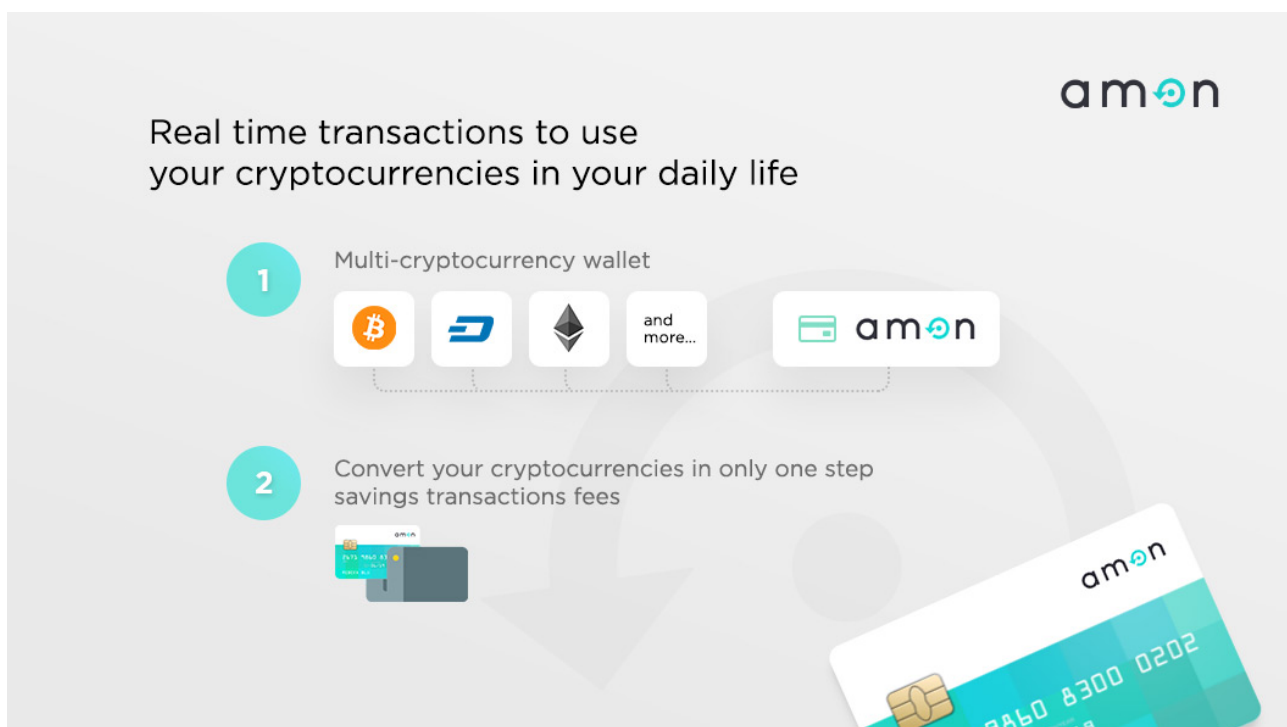 amon
Real time transactions to use
your cryptocurrencies in your daily life
1
Multi-cryptocurrency wallet
and
more...
amon
2
Convert your cryptocurrencies in only one step
savings transactions fees
amon
amon
8300 0202